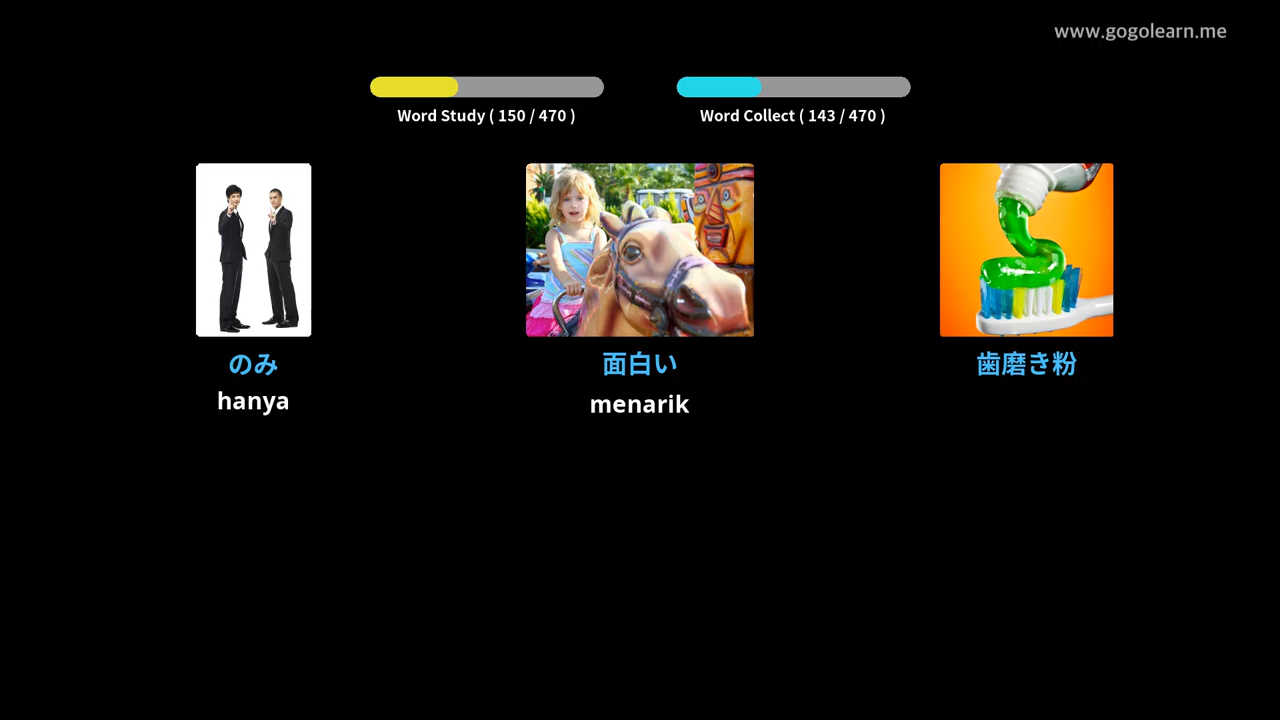 www.gogolearn.me
Word Study ( 150 / 470 )
Word Collect ( 143 / 470 )
のみ
hanya
面白い
menarik
歯磨き粉